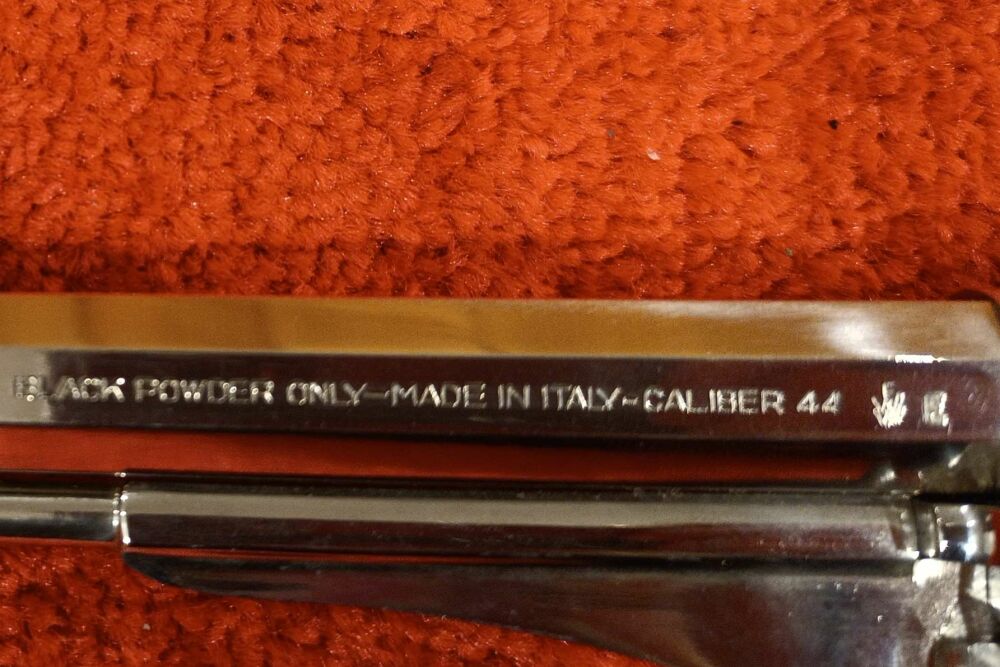 BLACK POWDER ONLY—MADE IN ITALY-CALIBER 44